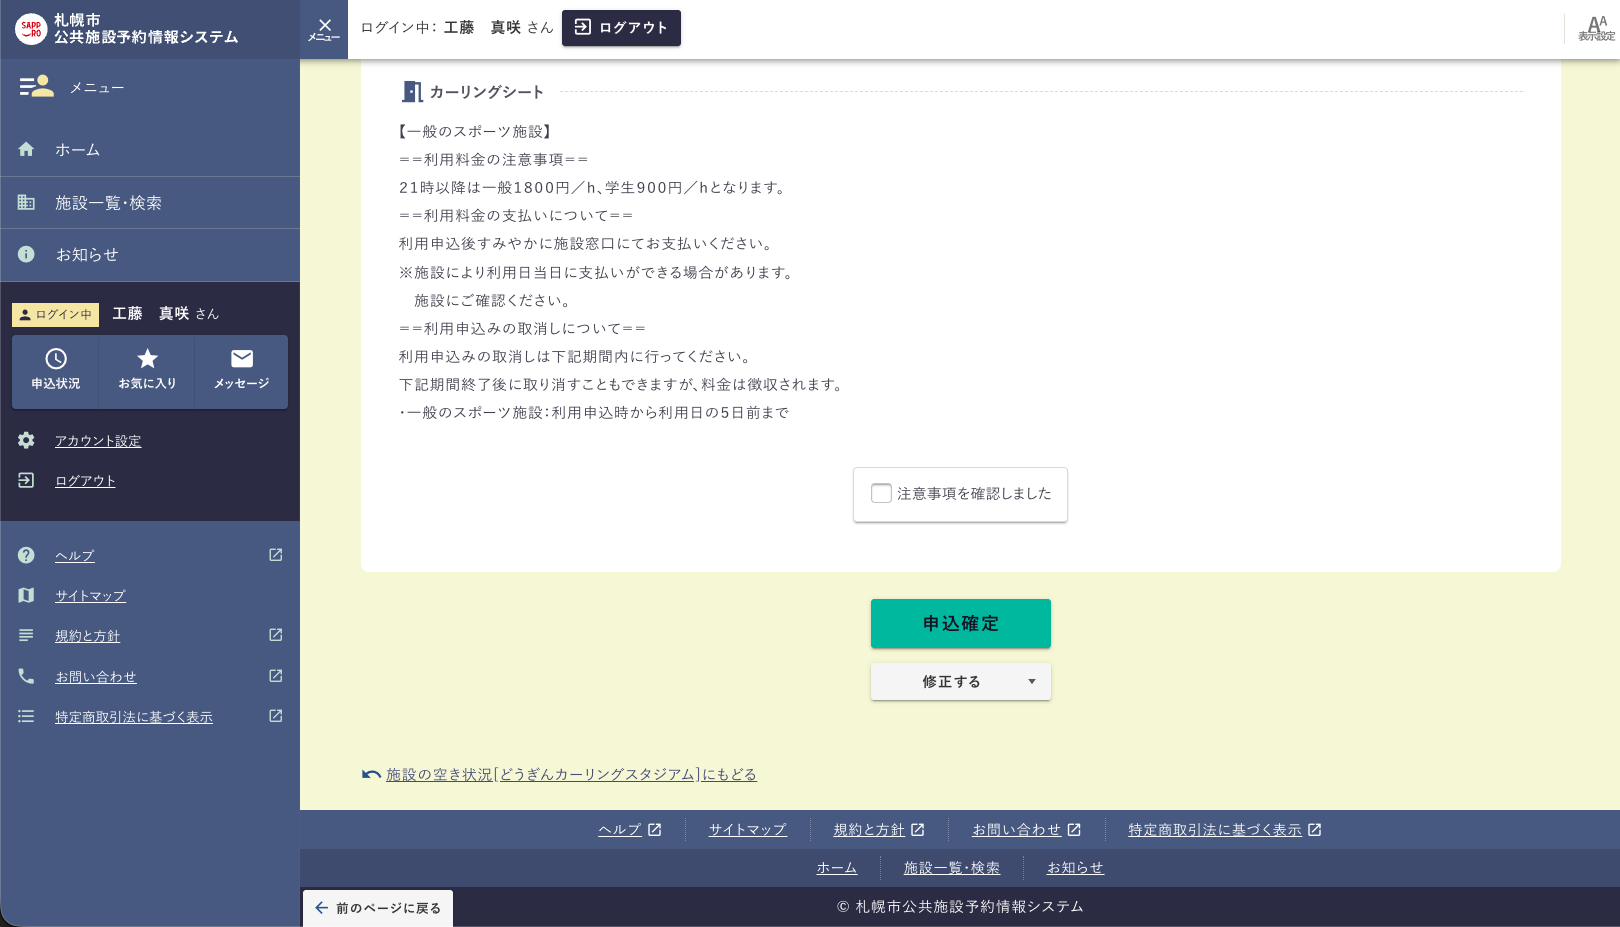 SAPP_RO
札幌市
公共施設予約情報システム
メニュー
ログイン中： 工藤　真咲 さん
ログアウト
AA
表示設定
メニュー
ホーム
施設一覧・検索
お知らせ
ログイン中
工藤　真咲 さん
申込状況
お気に入り
メッセージ
アカウント設定
ログアウト
ヘルプ
サイトマップ
規約と方針
お問い合わせ
特定商取引法に基づく表示
カーリングシート
【一般のスポーツ施設】
＝＝利用料金の注意事項＝＝
21時以降は一般1800円／h、学生900円／hとなります。
＝＝利用料金の支払いについて＝＝
利用申込後すみやかに施設窓口にてお支払いください。
※施設により利用日当日に支払いができる場合があります。
　施設にご確認ください。
＝＝利用申込みの取消しについて＝＝
利用申込みの取消しは下記期間内に行ってください。
下記期間終了後に取り消すこともできますが、料金は徴収されます。
・一般のスポーツ施設：利用申込時から利用日の5日前まで
注意事項を確認しました
申込確定
修正する
施設の空き状況[どうぎんカーリングスタジアム]にもどる
ヘルプ
サイトマップ
規約と方針
お問い合わせ
特定商取引法に基づく表示
ホーム
施設一覧・検索
お知らせ
前のページに戻る
© 札幌市公共施設予約情報システム